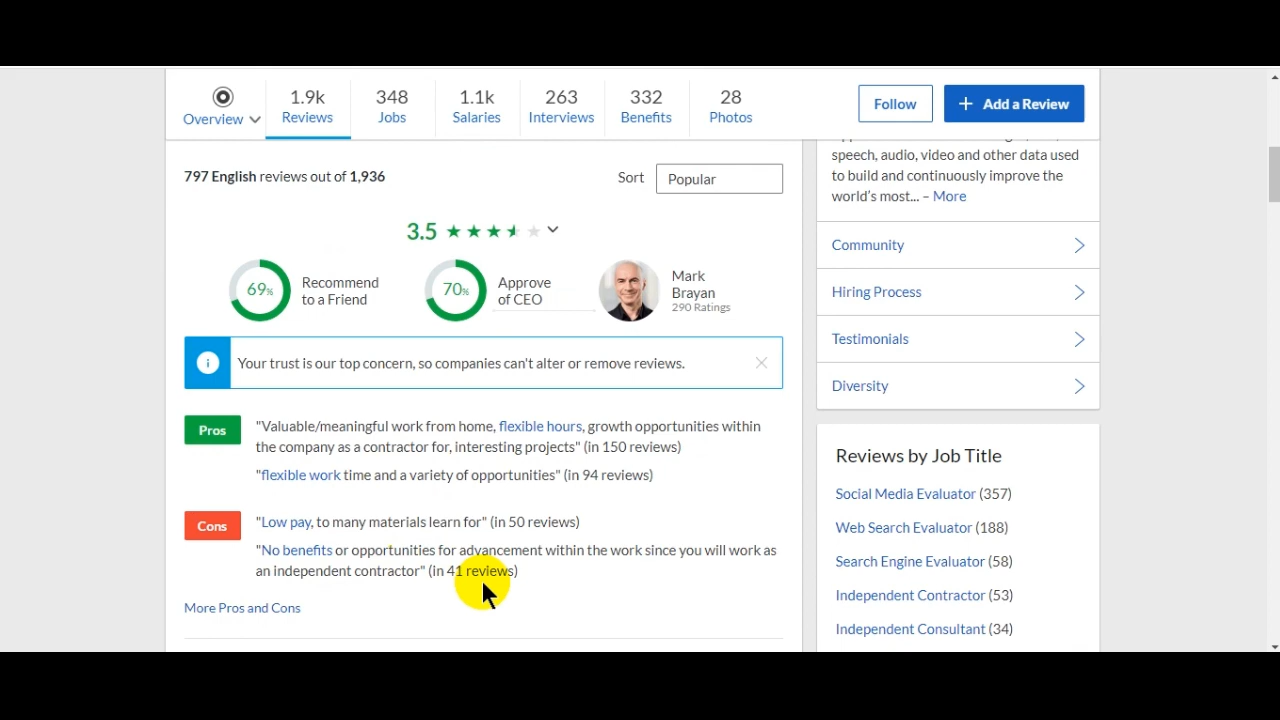 Overview
1.9k
Reviews
348
Jobs
1.1k
Salaries
263
Interviews
332
Benefits
28
Photos
Follow
+ Add a Review
797 English reviews out of 1,936
Sort
Popular
3.5
69%
Recommend
to a Friend
70%
Approve
of CEO
Mark
Brayan
290 Ratings
Your trust is our top concern, so companies can't alter or remove reviews.
Pros
"Valuable/meaningful work from home, flexible hours, growth opportunities within
the company as a contractor for, interesting projects" (in 150 reviews)
"flexible work time and a variety of opportunities" (in 94 reviews)
Cons
"Low pay, to many materials learn for" (in 50 reviews)
"No benefits or opportunities for advancement within the work since you will work as
an independent contractor" (in 41 reviews)
More Pros and Cons
speech, audio, video and other data used
to build and continuously improve the
world's most... – More
Community
Hiring Process
Testimonials
Diversity
Reviews by Job Title
Social Media Evaluator (357)
Web Search Evaluator (188)
Search Engine Evaluator (58)
Independent Contractor (53)
Independent Consultant (34)